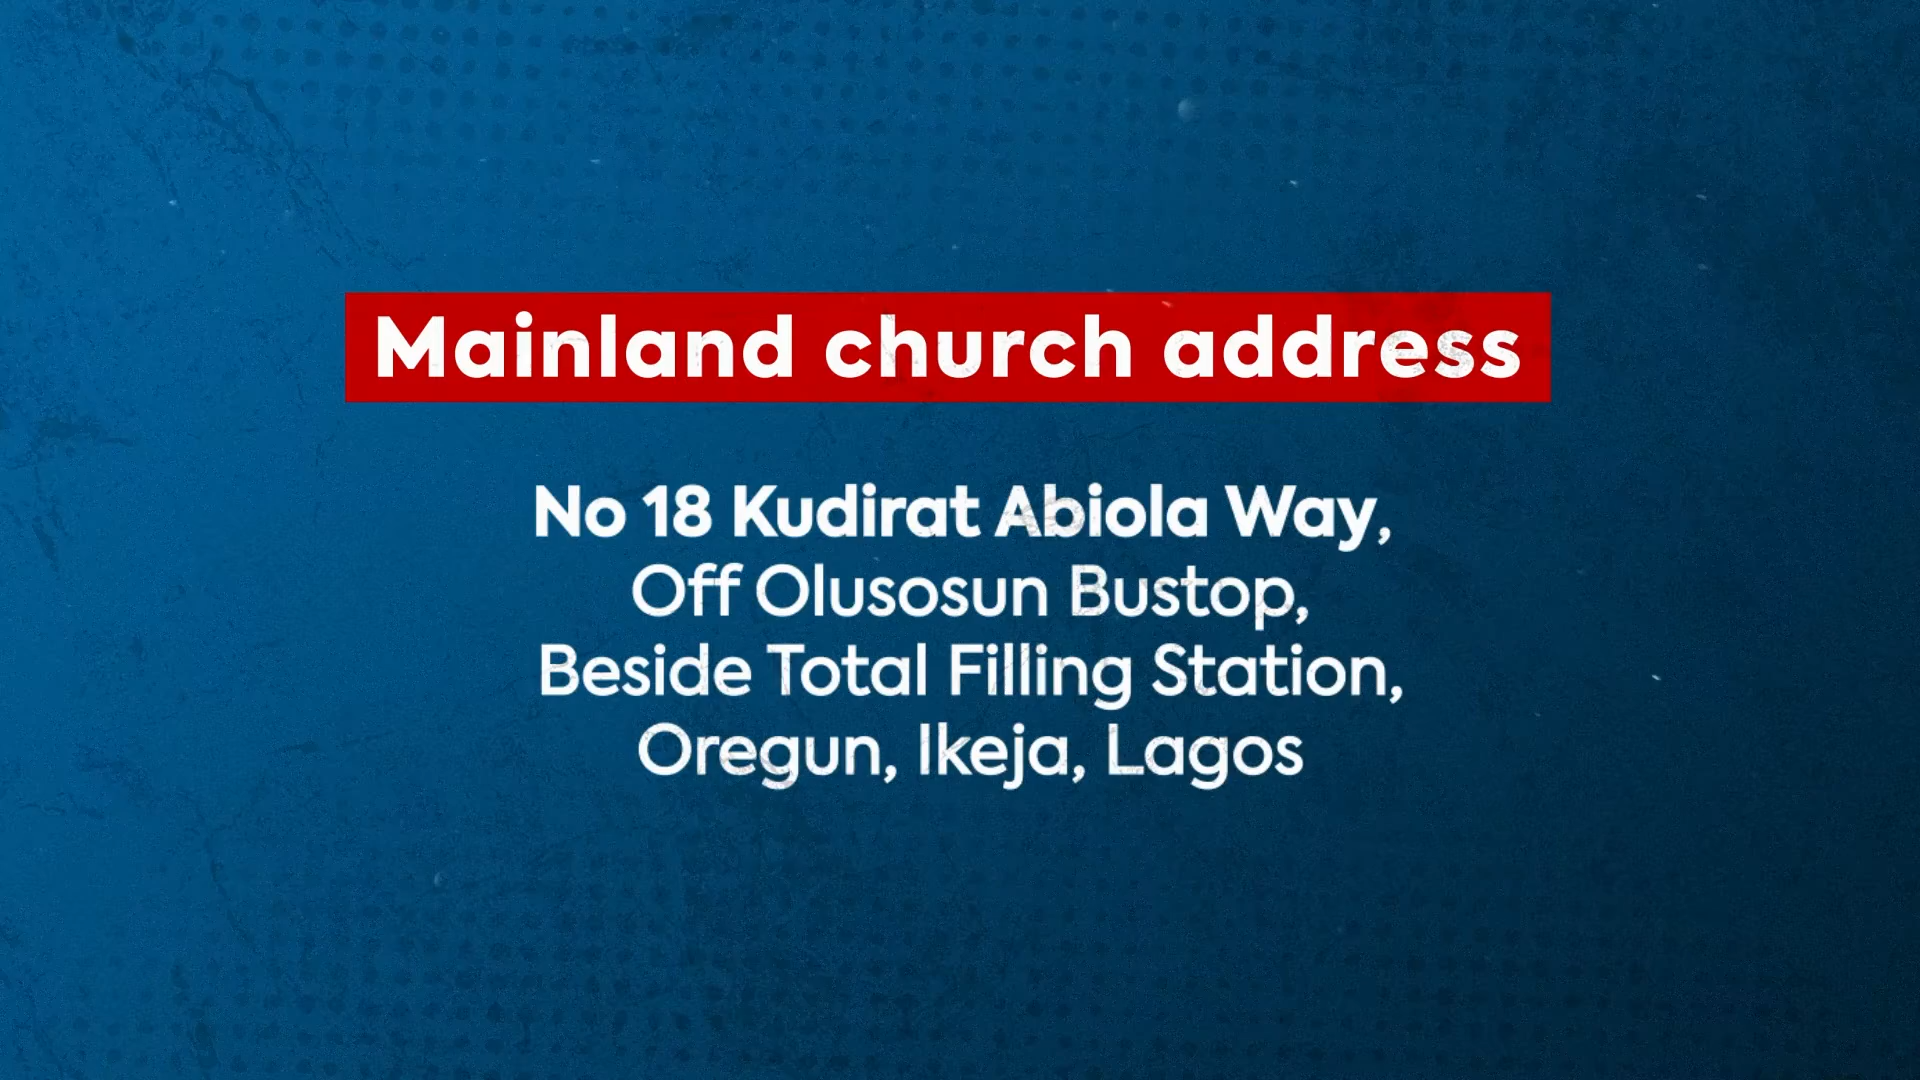 Mainland church address
No 18 Kudirat Abiola Way,
Off Olusosun Bustop,
Beside Total Filling Station,
Oregun, Ikeja, Lagos